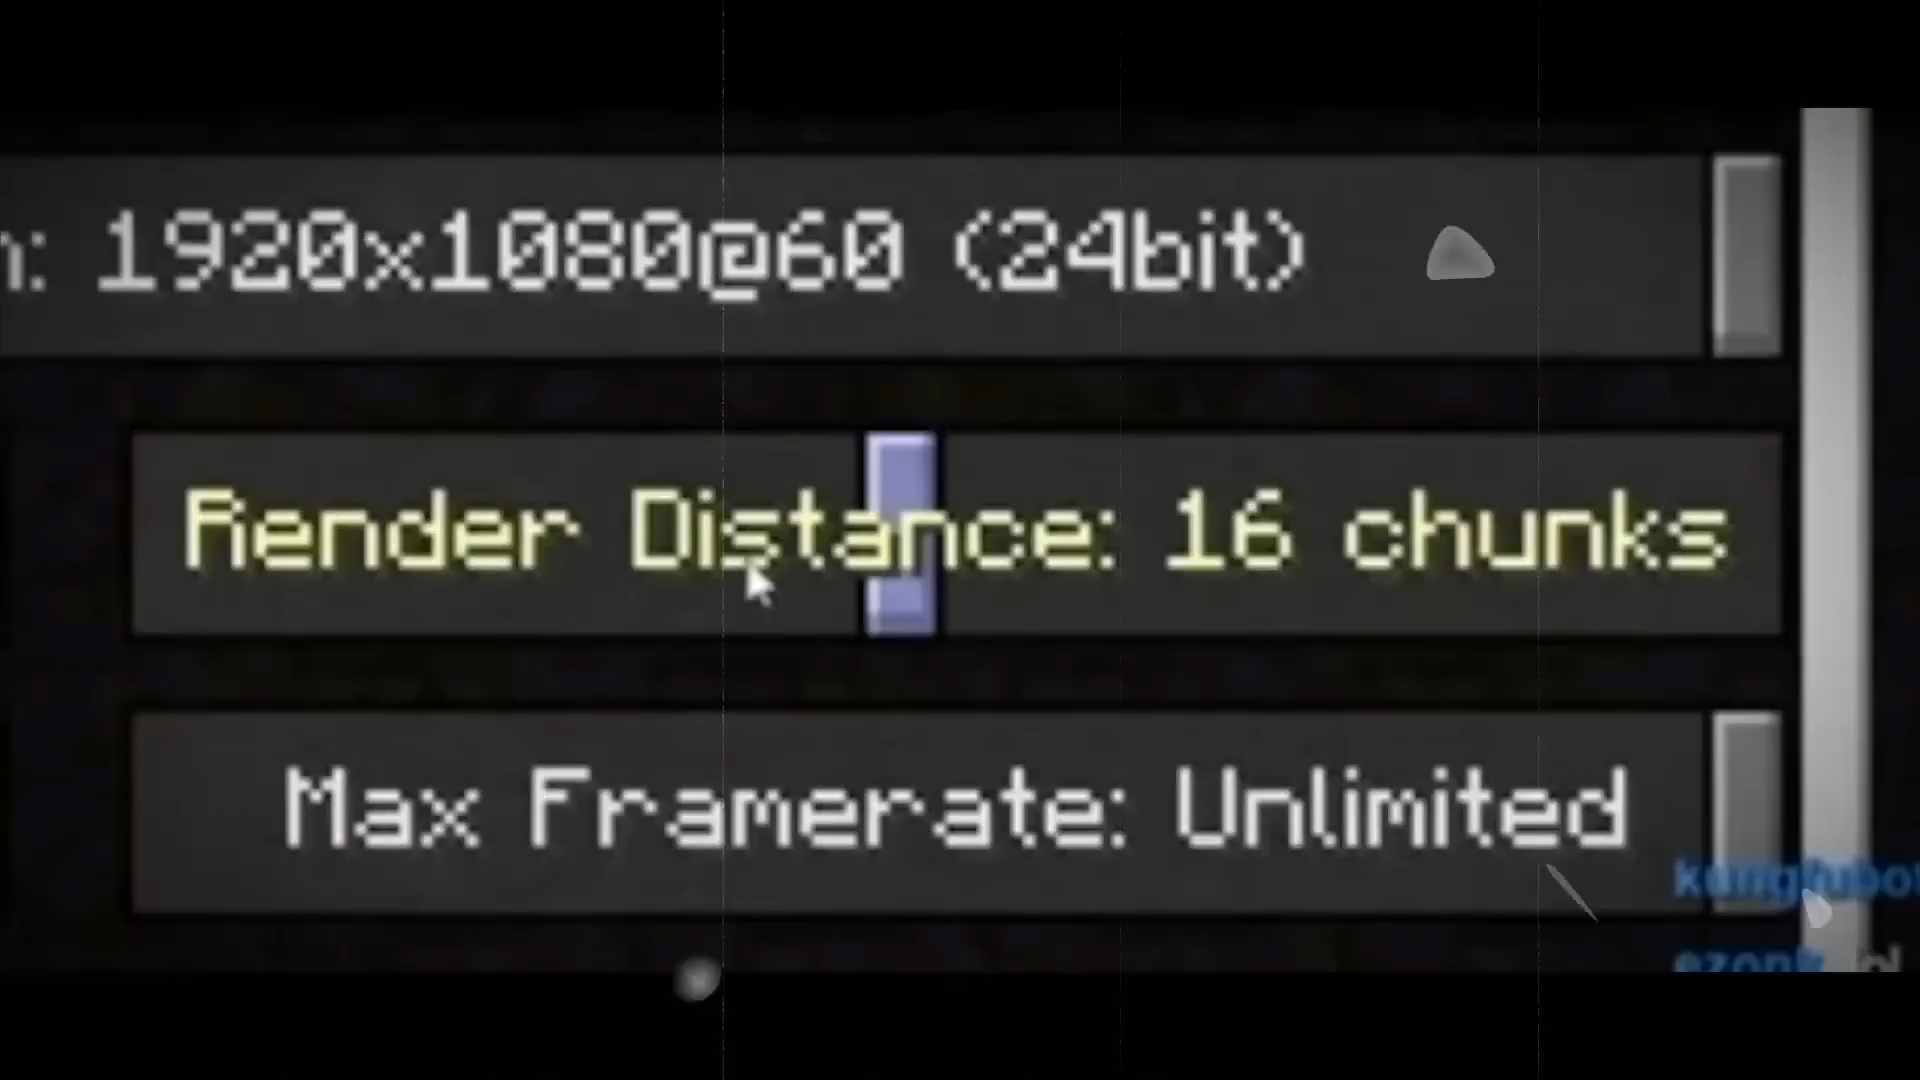 1920x1080@60 (24bit)
Render Distance: 16 chunks
Max Framerate: Unlimited